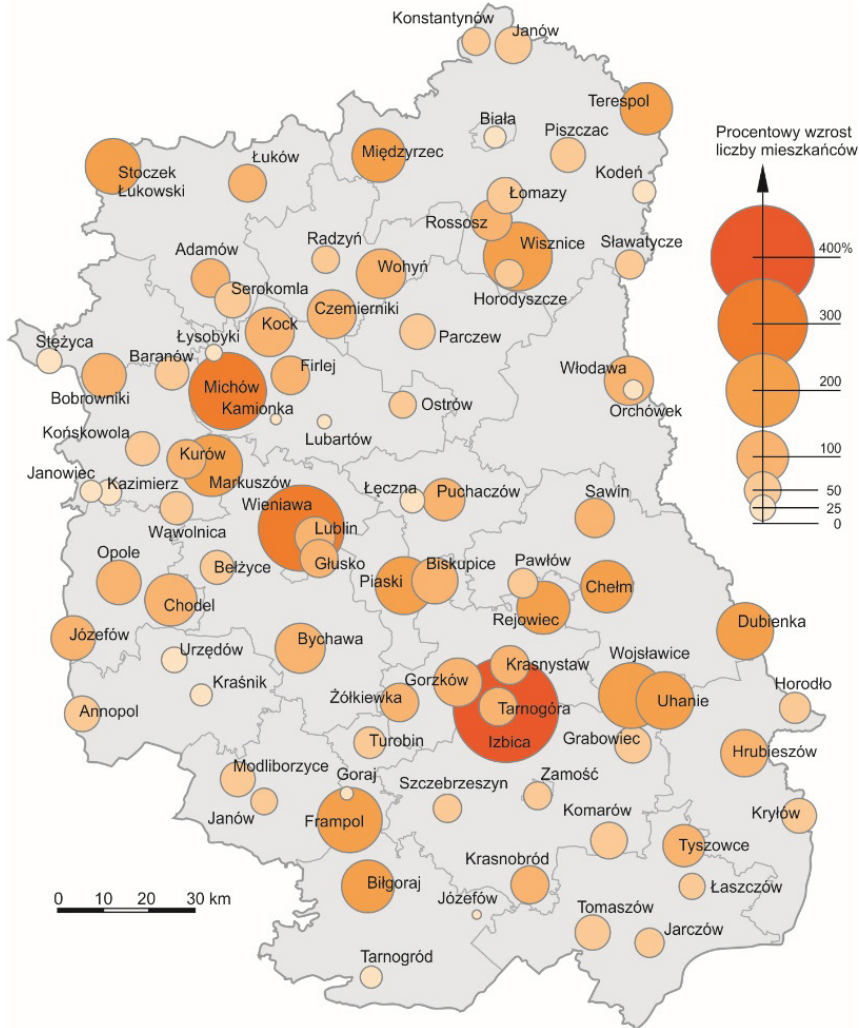 Konstantynów
Janów
Terespol
Biała
Piszczac
Międzyrzec
Procentowy wzrost
liczby mieszkańców
Stoczek
Łukowski
Łuków
Kodeń
Łomazy
Rossosz
Wisznice
Radzyń
Sławatycze
400%
Adamów
Wohyń
Serokomla
Horodyszcze
Czemierniki
Kock
300
Parczew
Stężyca
Łysobyki
Baranów
Firlej
Włodawa
Bobrowniki
Michów
200
Kamionka
Ostrów
Orchówek
Lubartów
Końskowola
Kurów
100
Janowiec
Kazimierz
Markuszów
Łęczna
Puchaczów
Sawin
50
Wieniawa
25
Wąwolnica
Lublin
0
Opole
Bełżyce
Głusko
Piaski
Biskupice
Pawłów
Chełm
Chodel
Rejowiec
Dubienka
Józefów
Bychawa
Urzędów
Wojsławice
Krasnystaw
Gorzków
Kraśnik
Żółkiewka
Horodło
Annopol
Tarnogóra
Uhanie
Izbica
Grabowiec
Turobin
Hrubieszów
Modliborzyce
Goraj
Szczebrzeszyn
Zamość
Janów
Frampol
Komarów
Kryłów
Tyszowce
Krasnobród
Biłgoraj
Łaszczów
0 10 20 30 km
Józefów
Tomaszów
Jarczów
Tarnogród